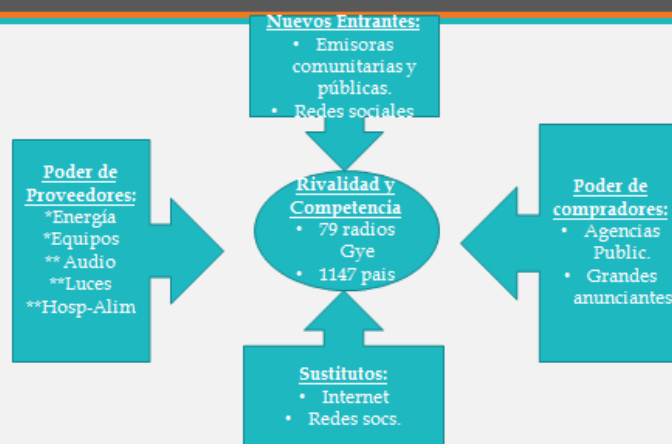 Nuevos Entrantes:
• Emisoras
comunitarias y
públicas.
• Redes sociales
Poder de
Proveedores:
*Energía
*Equipos
** Audio
**Luces
**Hosp-Alim
Rivalidad y
Competencia
• 79 radios
Gye
• 1147 pais
Poder de
compradores:
• Agencias
Public.
• Grandes
anunciantes
Sustitutos:
• Internet
• Redes socs.